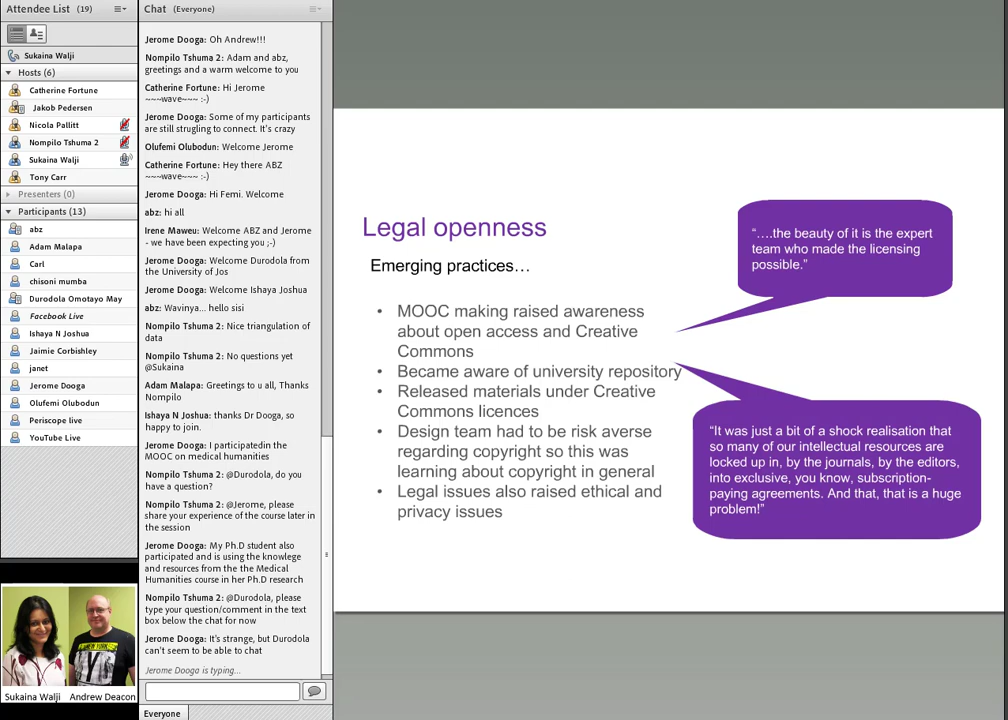 Attendee List (19)
Sukaina Walji
Hosts (6)
Catherine Fortune
Jakob Pedersen
Nicola Pallitt
Nompilo Tshuma 2
Sukaina Walji
Tony Carr
Presenters (0)
Participants (13)
abz
Adam Malapa
Carl
chisoni mumba
Durodola Omotayo May
Facebook Live
Ishaya N Joshua
Jaimie Corbishley
janet
Jerome Dooga
Olufemi Olubodun
Periscope live
YouTube Live
Sukaina Walji
Andrew Deacon
Chat (Everyone)
Jerome Dooga: Oh Andrew!!!
Nompilo Tshuma 2: Adam and abz,
greetings and a warm welcome to you
Catherine Fortune: Hi Jerome
~~~wave~~~ :-)
Jerome Dooga: Some of my participants
are still strugling to connect. It's crazy
Olufemi Olubodun: Welcome Jerome
Catherine Fortune: Hey there ABZ
~~~wave~~~ :-)
Jerome Dooga: Hi Femi. Welcome
abz: hi all
Irene Maweu: Welcome ABZ and Jerome
- we have been expecting you ;-)
Jerome Dooga: Welcome Durodola from
the University of Jos
Jerome Dooga: Welcome Ishaya Joshua
abz: Wavinya... hello sisi
Nompilo Tshuma 2: Nice triangulation of
data
Nompilo Tshuma 2: No questions yet
@Sukaina
Adam Malapa: Greetings to u all, Thanks
Nompilo
Ishaya N Joshua: thanks Dr Dooga, so
happy to join.
Jerome Dooga: I participatedin the
MOOC on medical humanities
Nompilo Tshuma 2: @Durodola, do you
have a question?
Nompilo Tshuma 2: @Jerome, please
share your experience of the course later in
the session
Jerome Dooga: My Ph.D student also
participated and is using the knowlege
and resources from the the Medical
Humanities course in her Ph.D research
Nompilo Tshuma 2: @Durodola, please
type your question/comment in the text
box below the chat for now
Jerome Dooga: It's strange, but Durodola
can't seem to be able to chat
Jerome Dooga is typing...
Everyone
Legal openness
Emerging practices…
• MOOC making raised awareness
about open access and Creative
Commons
• Became aware of university repository
• Released materials under Creative
Commons licences
• Design team had to be risk averse
regarding copyright so this was
learning about copyright in general
• Legal issues also raised ethical and
privacy issues
“….the beauty of it is the expert
team who made the licensing
possible.”
“It was just a bit of a shock realisation that
so many of our intellectual resources are
locked up in, by the journals, by the editors,
into exclusive, you know, subscription-
paying agreements. And that, that is a huge
problem!”